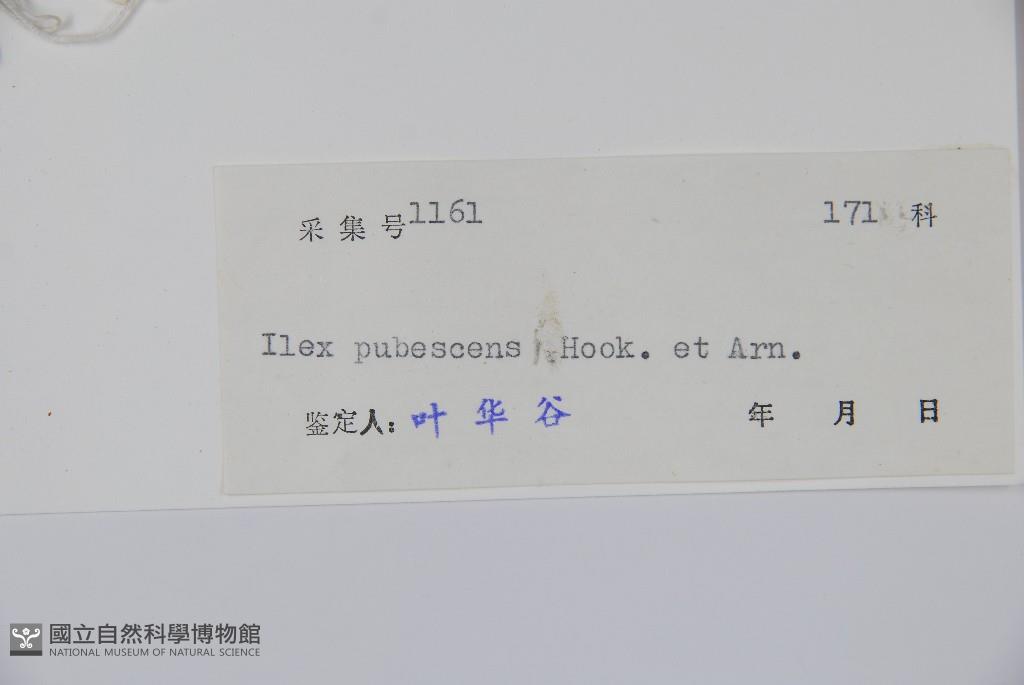 采集号1161 171 科
Ilex pubescens Hook. et Arn.
鉴定人：叶华谷 年 月 日
國立自然科學博物館
NATIONAL MUSEUM OF NATURAL SCIENCE